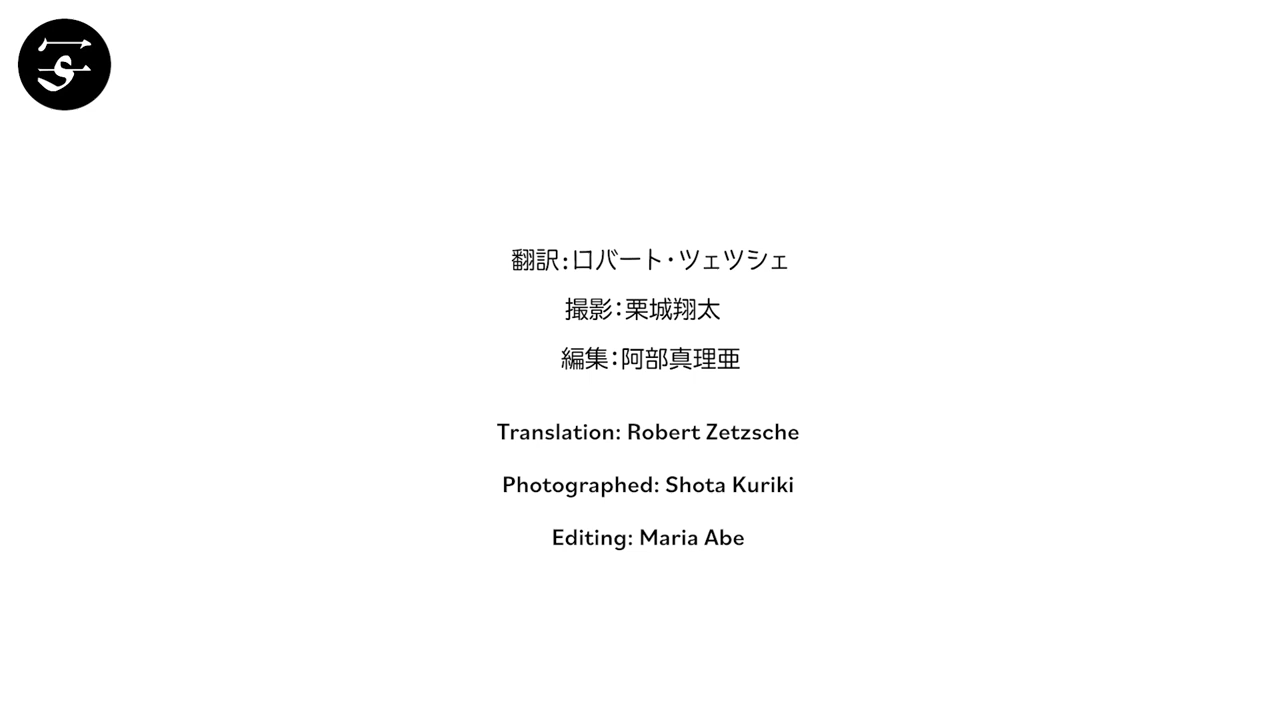 翻訳:ロバート・ツェツシェ
撮影:栗城翔太
編集:阿部真理亜
Translation: Robert Zetzsche
Photographed: Shota Kuriki
Editing: Maria Abe